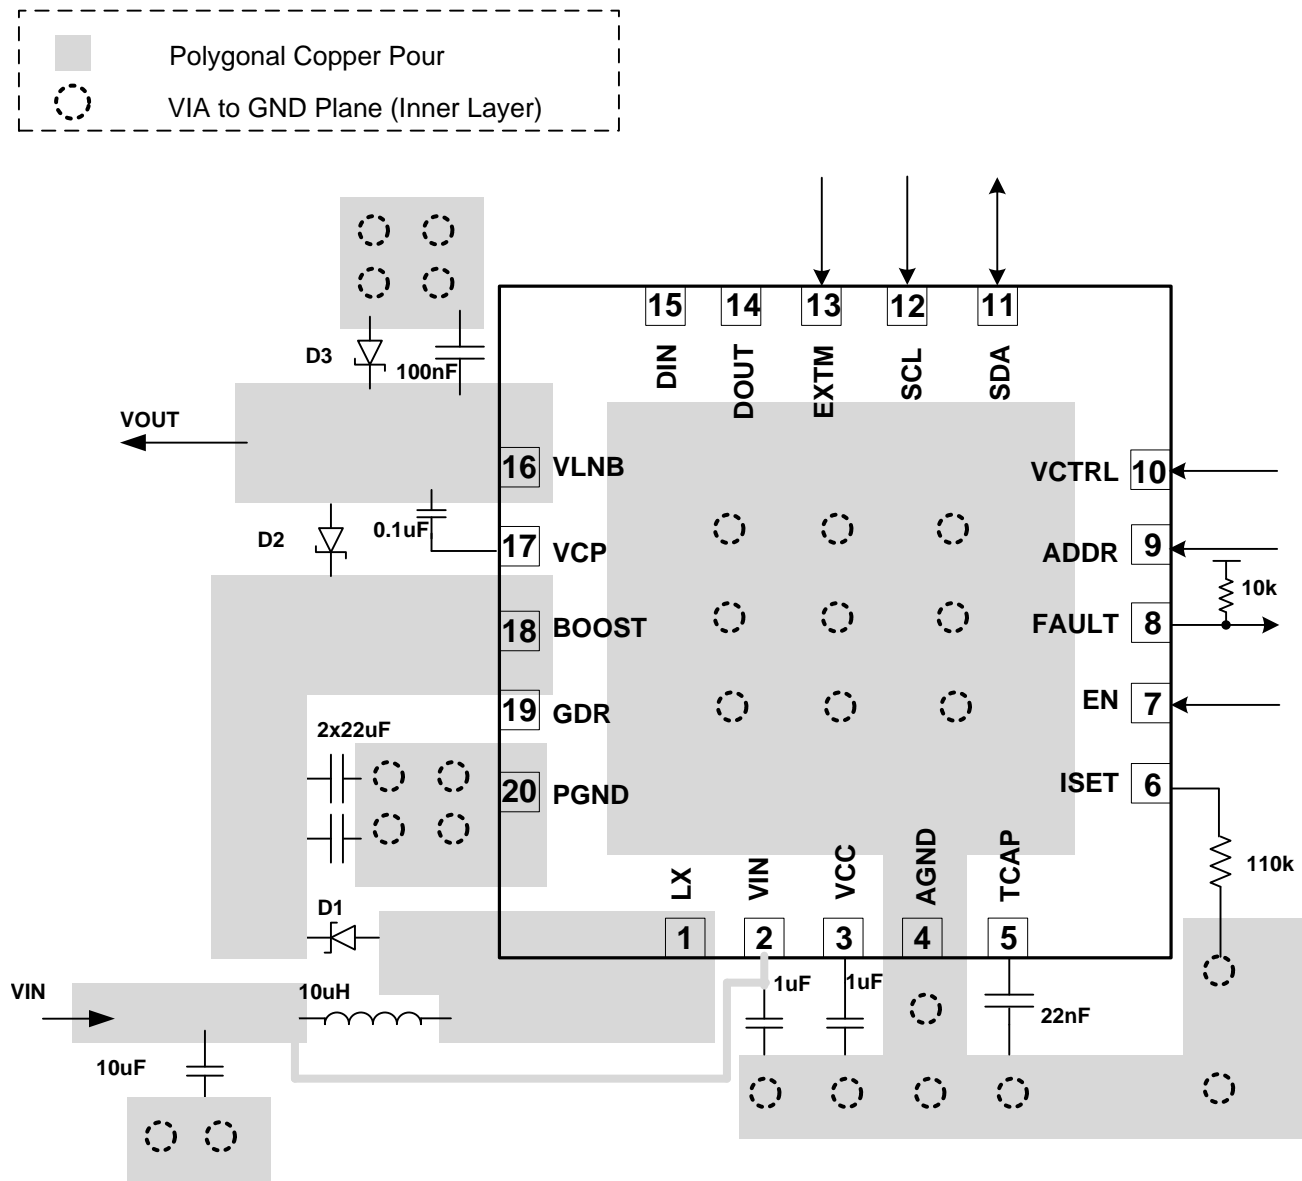 Polygonal Copper Pour
VIA to GND Plane (Inner Layer)
15 14 13 12 11
DIN DOUT EXTM SCL SDA
D3
100nF
VOUT
16 VLNB
VCTRL 10
D2
0.1uF
17 VCP
ADDR 9
10k
18 BOOST
FAULT 8
19 GDR
EN 7
2x22uF
20 PGND
ISET 6
110k
LX VIN VCC AGND TCAP
D1
1 2 3 4 5
VIN
10uH
1uF
1uF
22nF
10uF